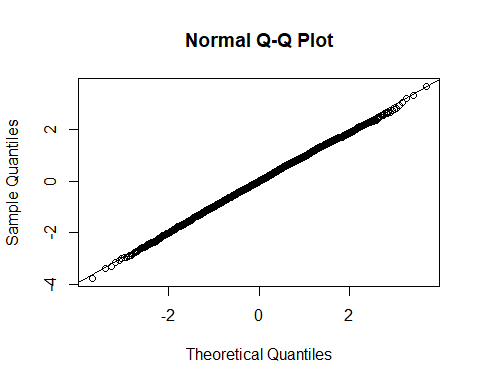 Normal Q-Q Plot
Sample Quantiles
2
0
-2
-4
-2 0 2
Theoretical Quantiles